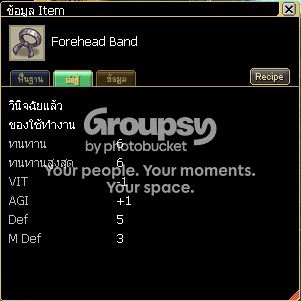 ข้อมูล Item
Forehead Band
พื้นฐาน
ข้อมูล
Recipe
วินิจฉัยแล้ว
ของใช้ทำงาน
ทนทาน 6
ทนทานสูงสุด 6
VIT -1
AGI +1
Def 5
M Def 3
Groupsy
by photobucket
Your people. Your moments.
Your space.